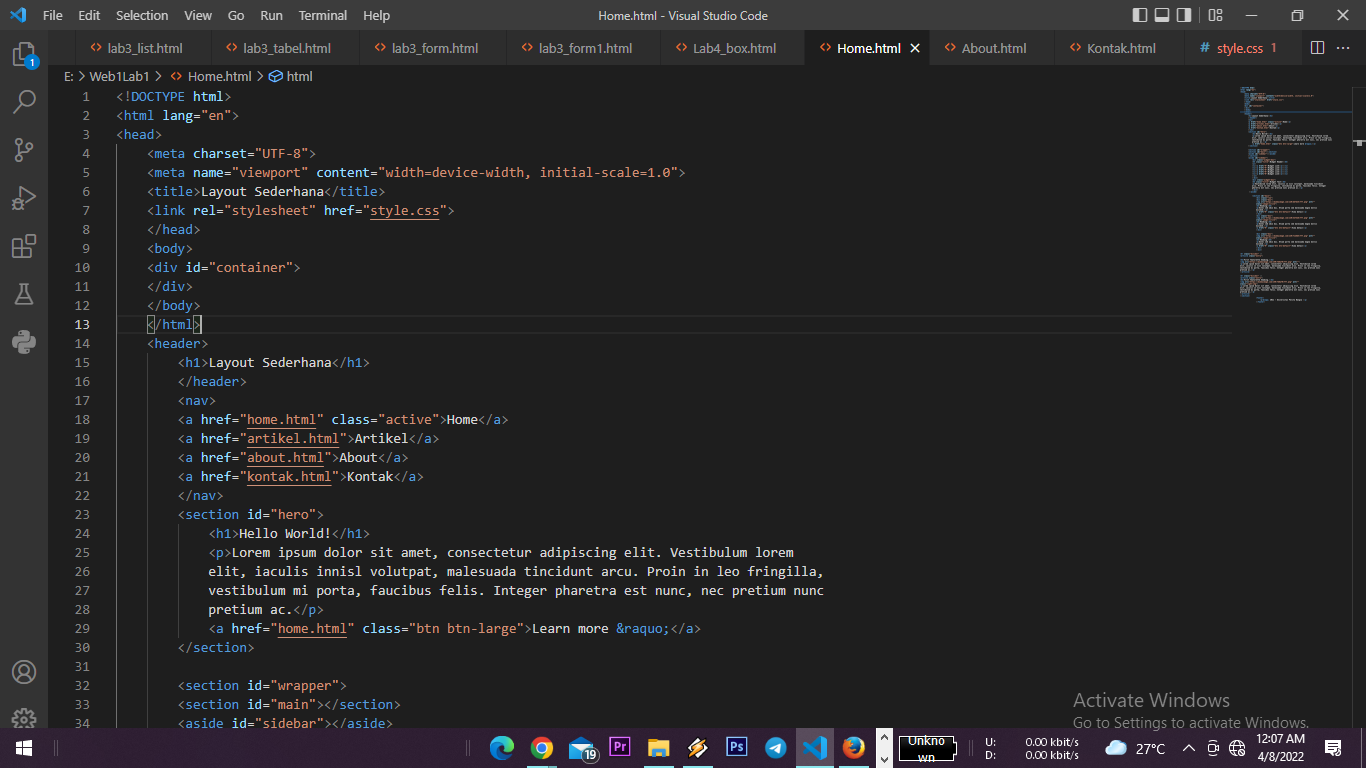 File Edit Selection View Go Run Terminal Help Home.html - Visual Studio Code
lab3_list.html lab3_tabel.html lab3_form.html lab3_form1.html Lab4_box.html Home.html About.html Kontak.html # style.css 1
E: > Web1Lab1 > Home.html > html
1 <!DOCTYPE html>
2 <html lang="en">
3 <head>
4 <meta charset="UTF-8">
5 <meta name="viewport" content="width=device-width, initial-scale=1.0">
6 <title>Layout Sederhana</title>
7 <link rel="stylesheet" href="style.css">
8 </head>
9 <body>
10 <div id="container">
11 </div>
12 </body>
13 </html>
14 <header>
15 <h1>Layout Sederhana</h1>
16 </header>
17 <nav>
18 <a href="home.html" class="active">Home</a>
19 <a href="artikel.html">Artikel</a>
20 <a href="about.html">About</a>
21 <a href="kontak.html">Kontak</a>
22 </nav>
23 <section id="hero">
24 <h1>Hello World!</h1>
25 <p>Lorem ipsum dolor sit amet, consectetur adipiscing elit. Vestibulum lorem
26 elit, iaculis innisl volutpat, malesuada tincidunt arcu. Proin in leo fringilla,
27 vestibulum mi porta, faucibus felis. Integer pharetra est nunc, nec pretium nunc
28 pretium ac.</p>
29 <a href="home.html" class="btn btn-large">Learn more &raquo;</a>
30 </section>
31
32 <section id="wrapper">
33 <section id="main"></section>
34 <aside id="sidebar"></aside>
1
Activate Windows
Go to Settings to activate Windows.
19
Pr
Ps
Unkno
wn
U: 0.00 kbit/s
D: 0.00 kbit/s
27°C
12:07 AM
4/8/2022